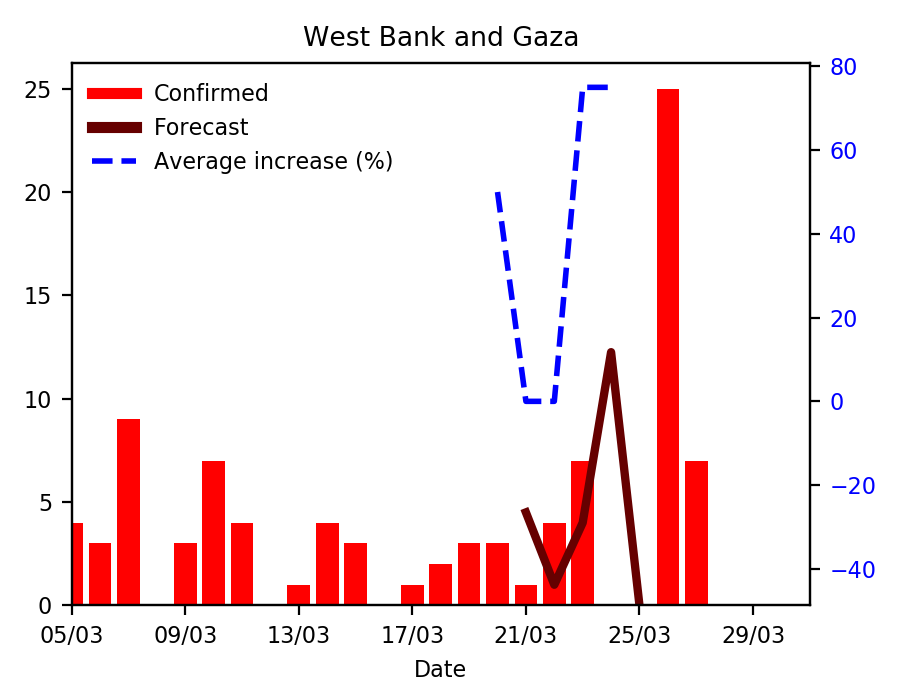 West Bank and Gaza
Confirmed
Forecast
Average increase (%)
25
20
15
10
5
0
80
60
40
20
0
−20
−40
05/03 09/03 13/03 17/03 21/03 25/03 29/03
Date